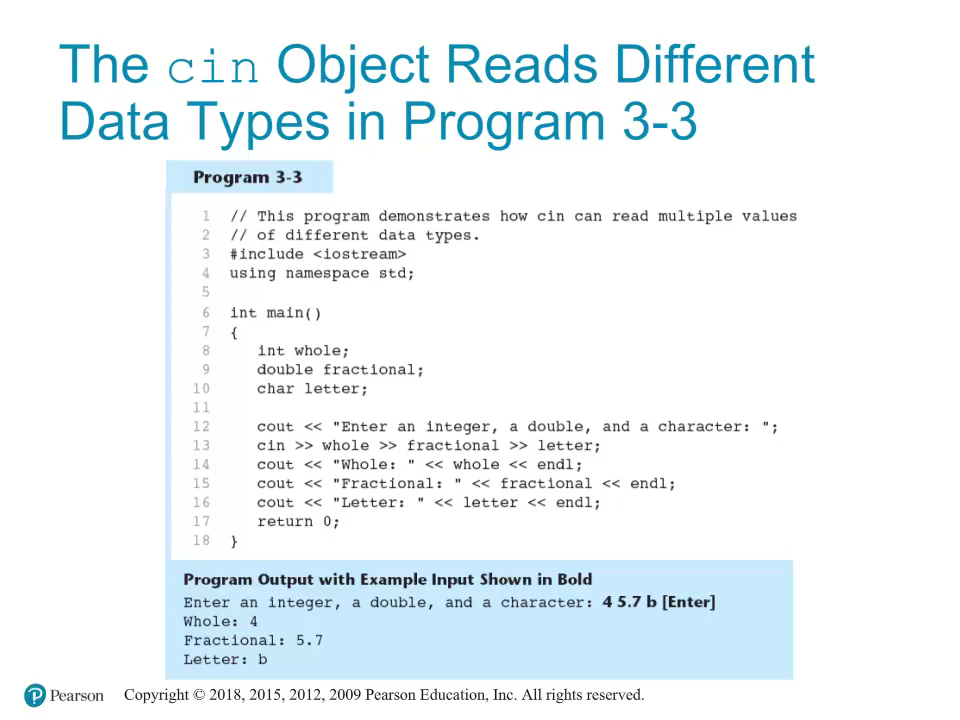 The cin Object Reads Different
Data Types in Program 3-3
Program 3-3
1 // This program demonstrates how cin can read multiple values
2 // of different data types.
3 #include <iostream>
4 using namespace std;
5
6 int main()
7 {
8 int whole;
9 double fractional;
10 char letter;
11
12 cout << "Enter an integer, a double, and a character: ";
13 cin >> whole >> fractional >> letter;
14 cout << "Whole: " << whole << endl;
15 cout << "Fractional: " << fractional << endl;
16 cout << "Letter: " << letter << endl;
17 return 0;
18 }
Program Output with Example Input Shown in Bold
Enter an integer, a double, and a character: 4 5.7 b [Enter]
Whole: 4
Fractional: 5.7
Letter: b
P Pearson Copyright © 2018, 2015, 2012, 2009 Pearson Education, Inc. All rights reserved.